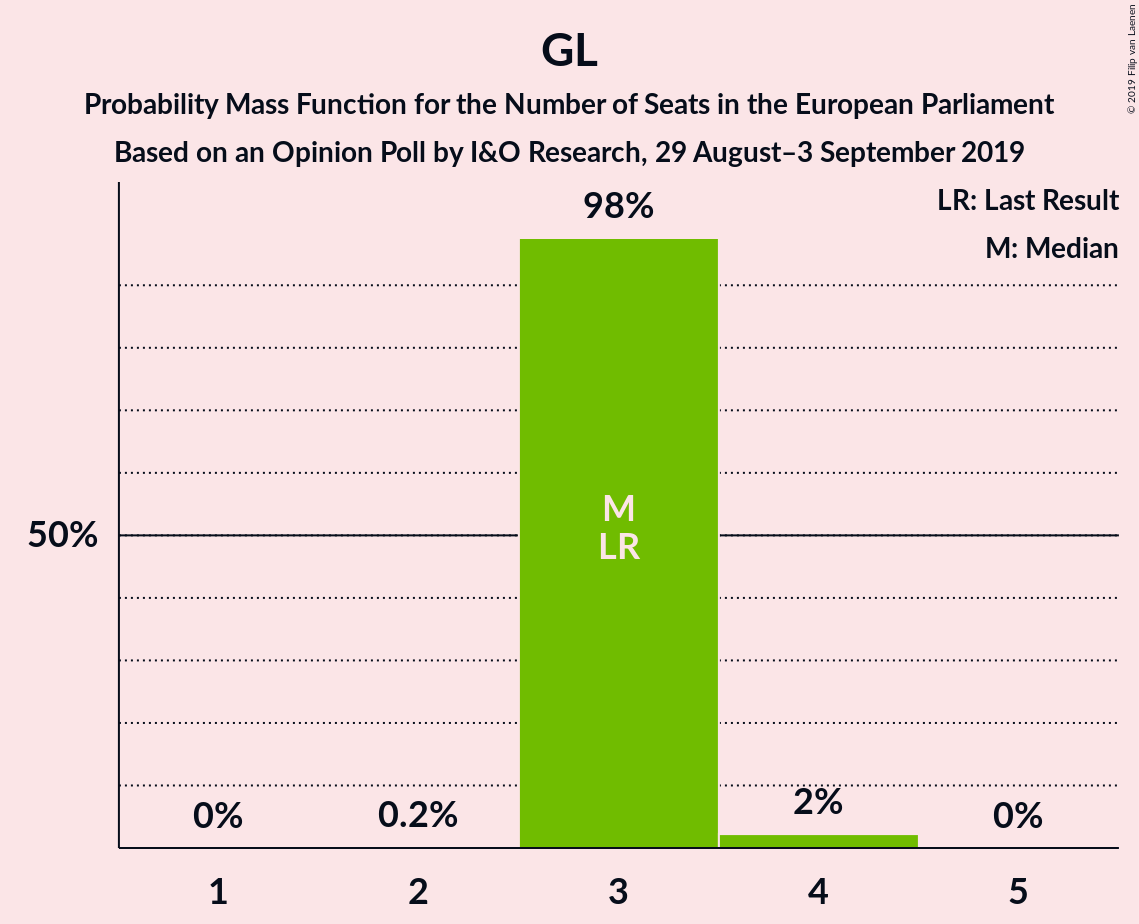 GL
Probability Mass Function for the Number of Seats in the European Parliament
Based on an Opinion Poll by I&O Research, 29 August–3 September 2019
© 2019 Filip van Laenen
LR: Last Result
M: Median
98%
M
LR
50%
0%
0.2%
2%
0%
1
2
3
4
5